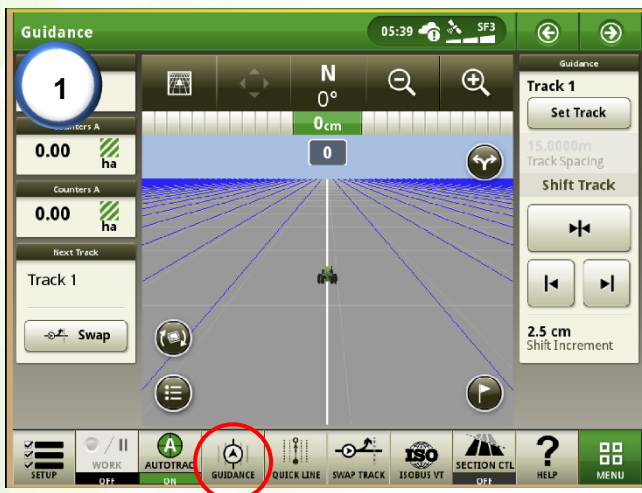 Guidance
05:39
SF3
1
Counters A
0.00
ha
Counters A
0.00
ha
Next Track
Track 1
Swap
N
0°
0cm
0
Guidance
Track 1
Set Track
15.0000m
Track Spacing
Shift Track
2.5 cm
Shift Increment
SETUP
WORK
OFF
A
AUTOTRAC
ON
GUIDANCE
QUICK LINE
SWAP TRACK
ISO
ISOBUS VT
SECTION CTL
OFF
?
HELP
MENU